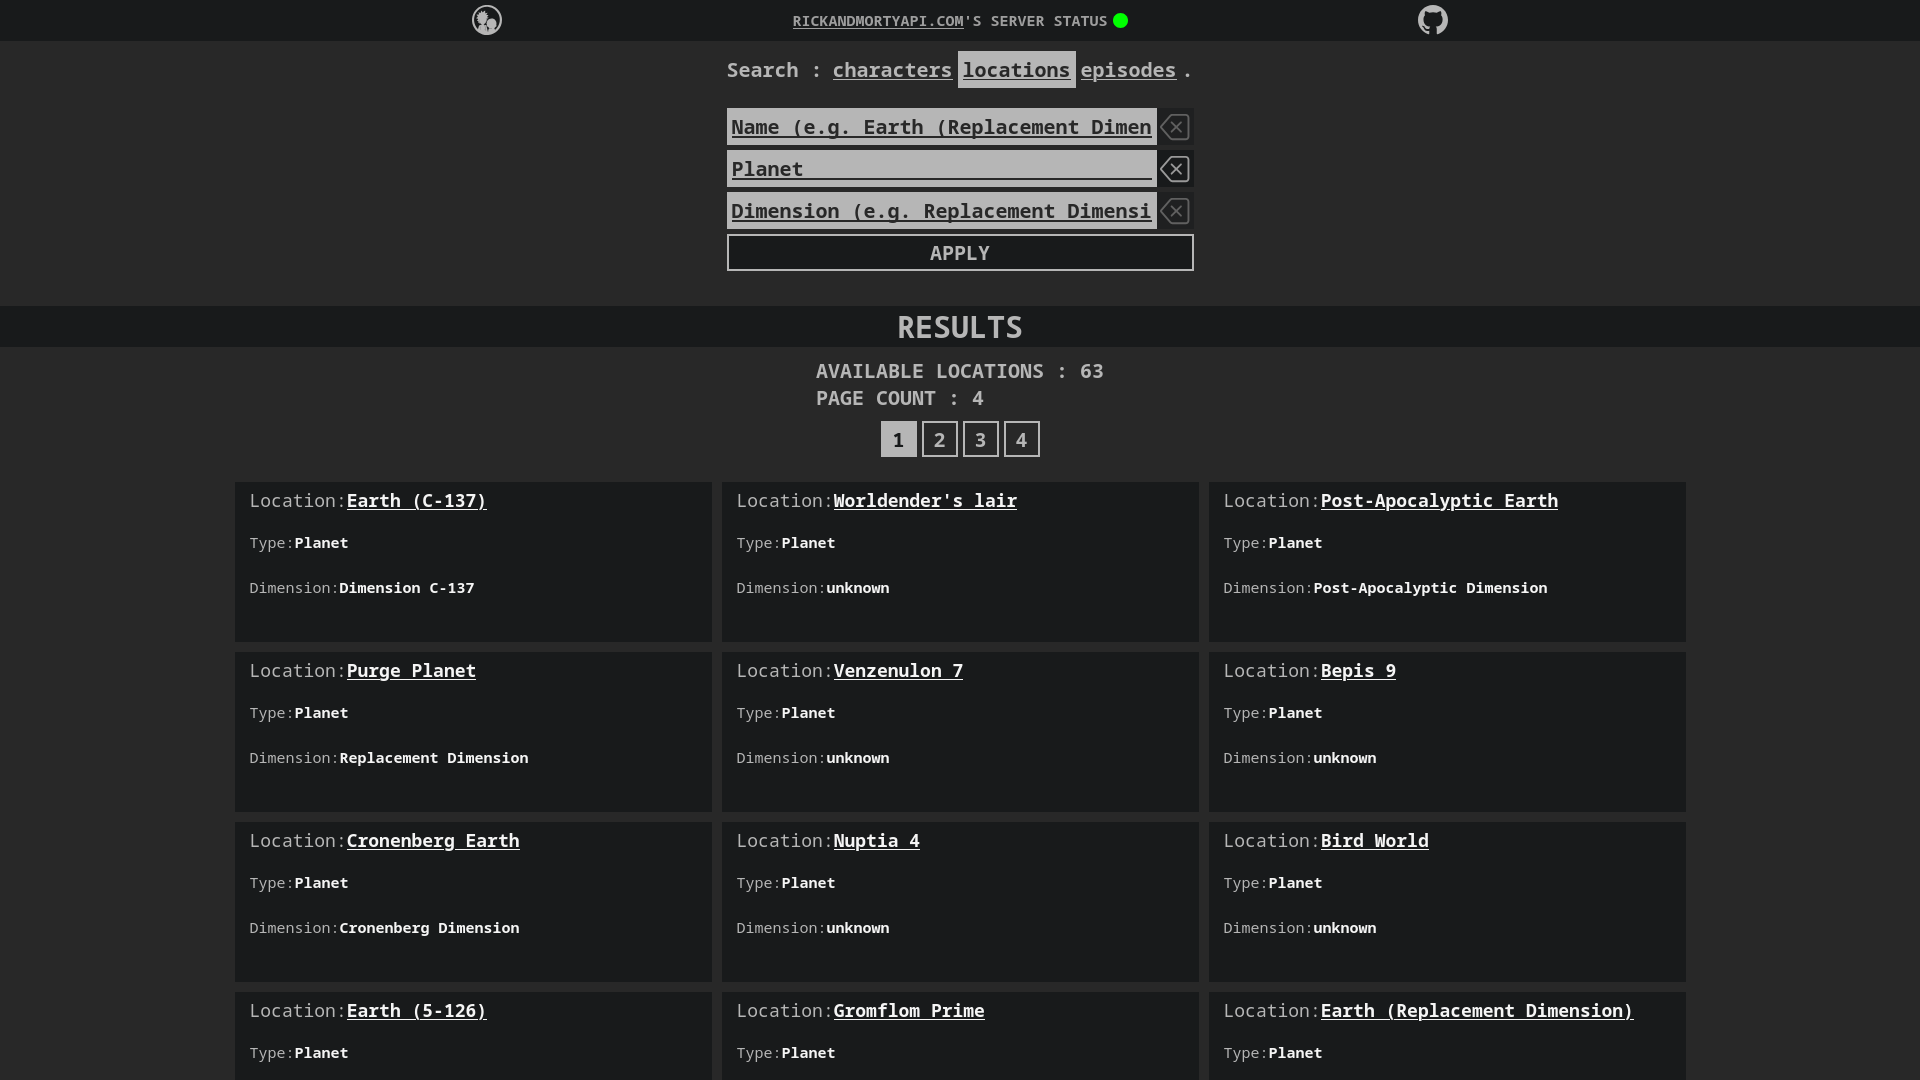 RICKANDMORTYAPI.COM'S SERVER STATUS
Search : characters locations episodes .
Name (e.g. Earth (Replacement Dimen
Planet
Dimension (e.g. Replacement Dimensi
APPLY
RESULTS
AVAILABLE LOCATIONS : 63
PAGE COUNT : 4
1 2 3 4
Location:Earth (C-137)
Type:Planet
Dimension:Dimension C-137
Location:Worldender's lair
Type:Planet
Dimension:unknown
Location:Post-Apocalyptic Earth
Type:Planet
Dimension:Post-Apocalyptic Dimension
Location:Purge Planet
Type:Planet
Dimension:Replacement Dimension
Location:Venzenulon 7
Type:Planet
Dimension:unknown
Location:Bepis 9
Type:Planet
Dimension:unknown
Location:Cronenberg Earth
Type:Planet
Dimension:Cronenberg Dimension
Location:Nuptia 4
Type:Planet
Dimension:unknown
Location:Bird World
Type:Planet
Dimension:unknown
Location:Earth (5-126)
Type:Planet
Location:Gromflom Prime
Type:Planet
Location:Earth (Replacement Dimension)
Type:Planet